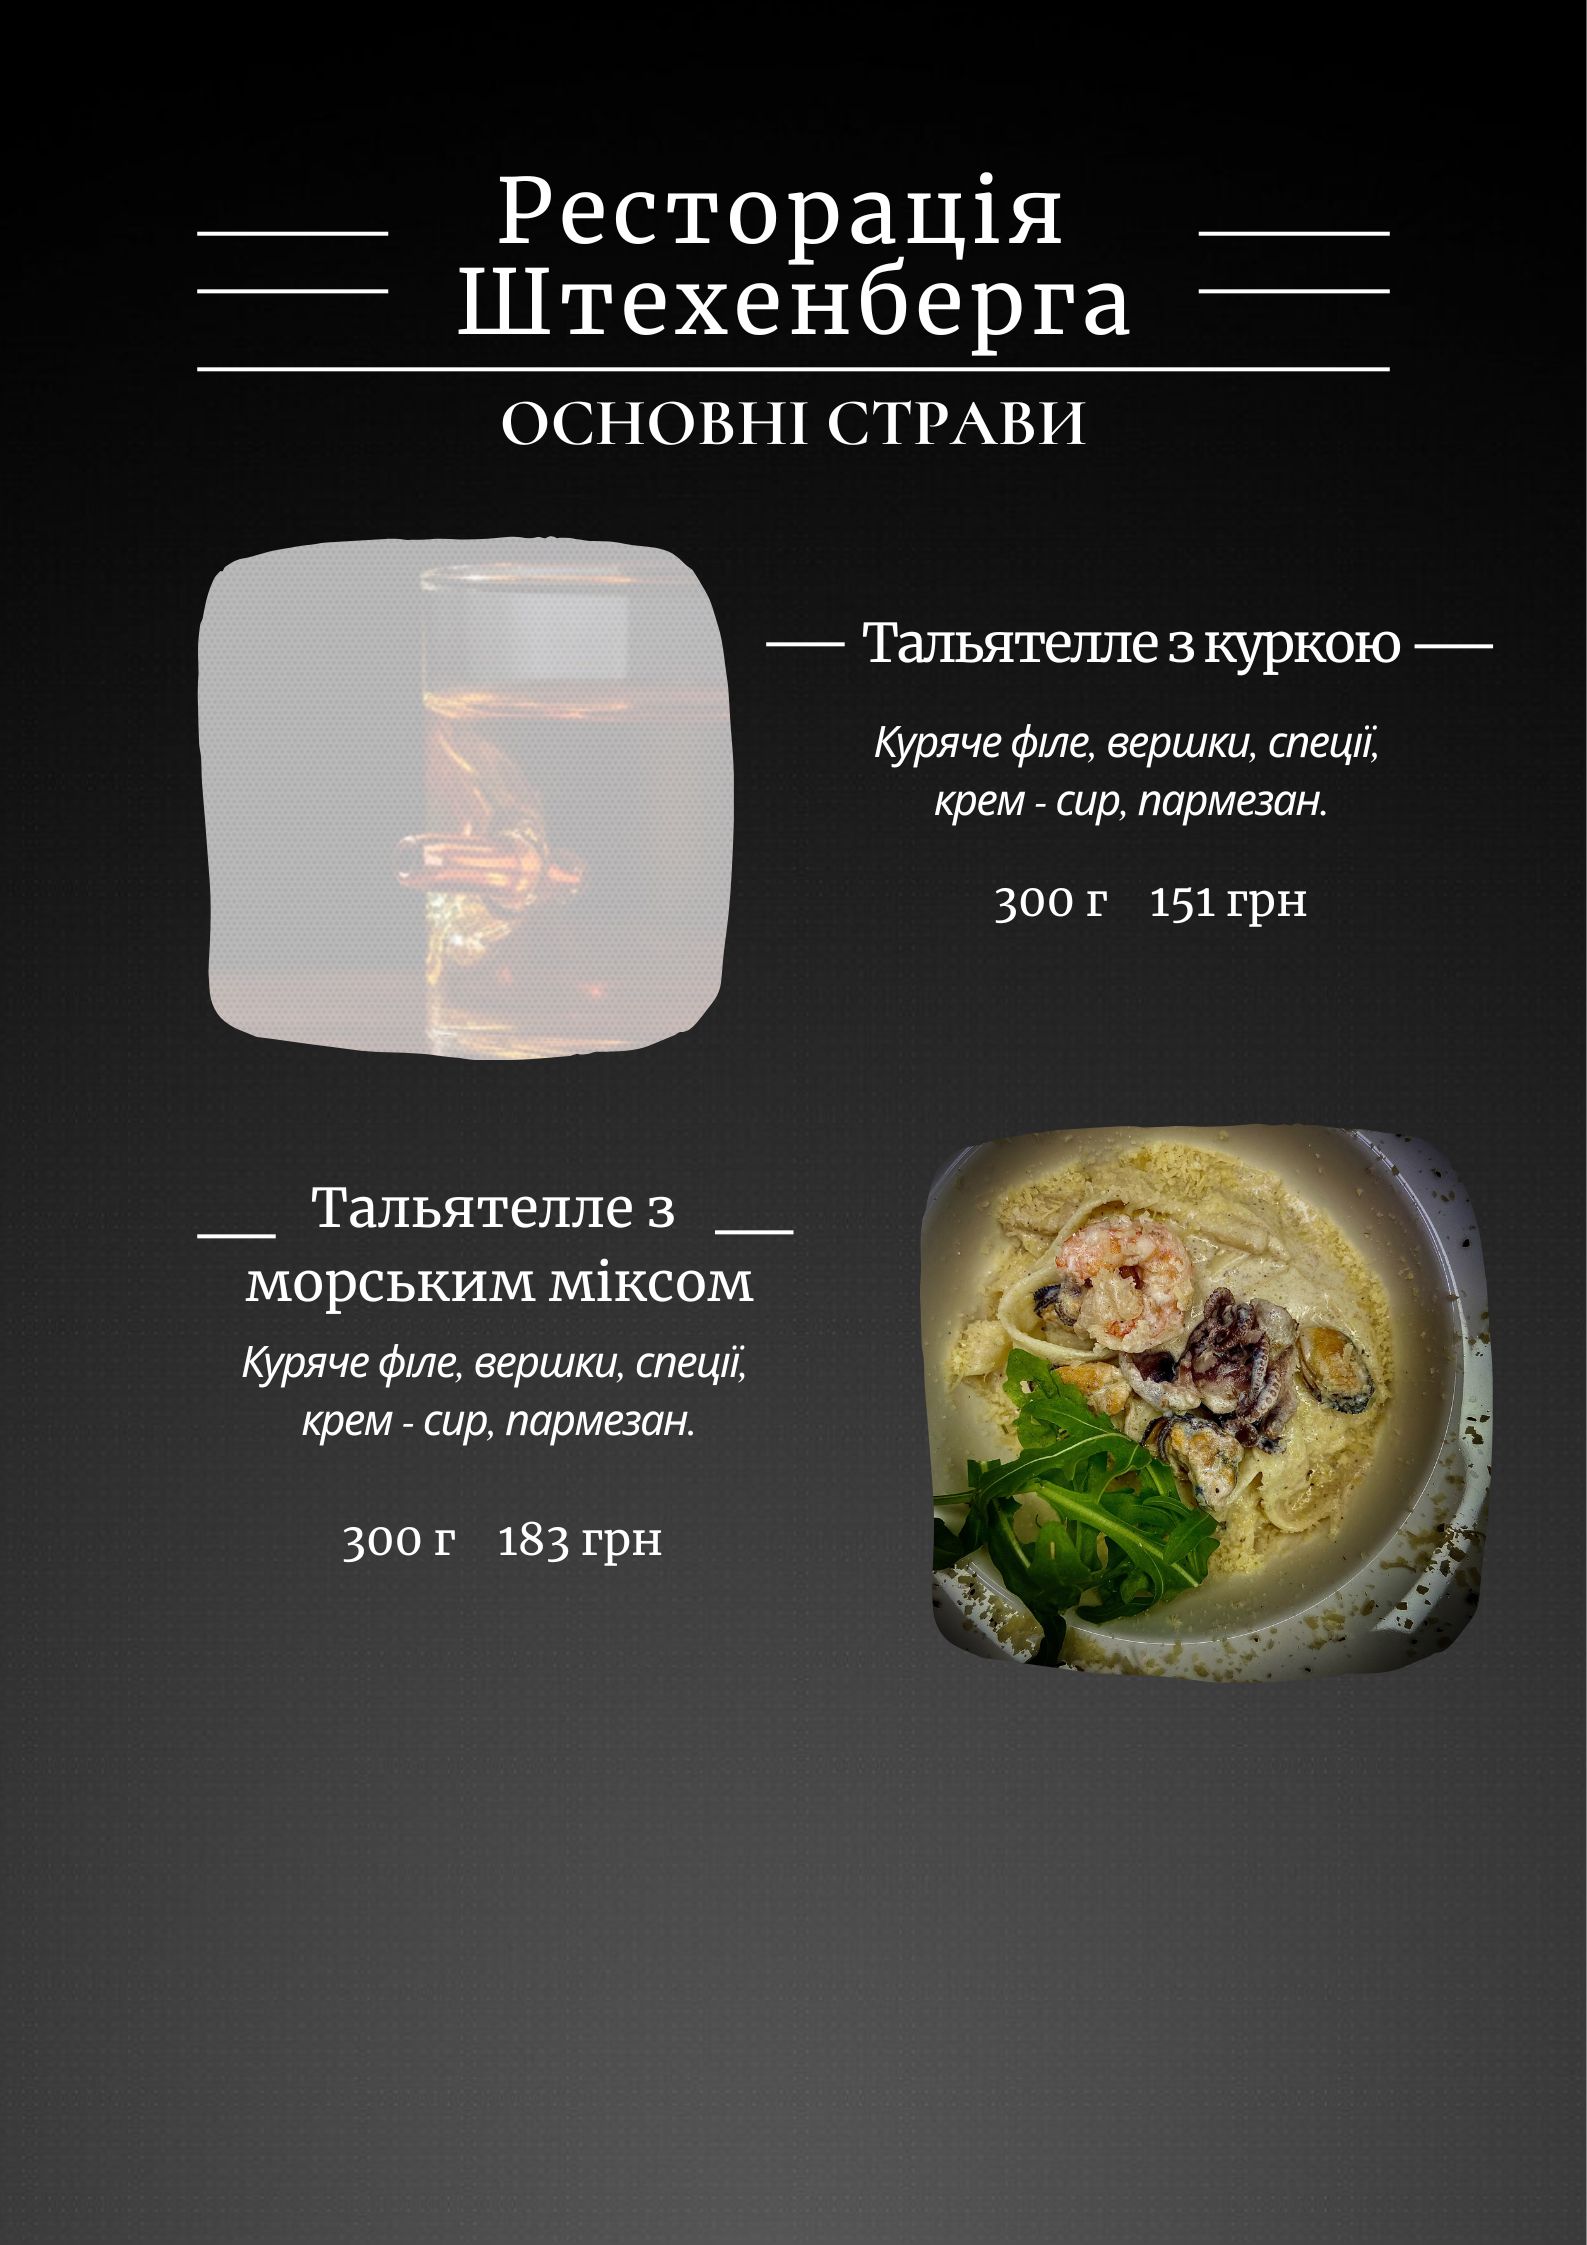 Ресторація
Штехенберга
ОСНОВНІ СТРАВИ
Тальятелле з куркою
Куряче філе, вершки, спеції,
крем - сир, пармезан.
300 г 151 грн
Тальятелле з
морським міксом
Куряче філе, вершки, спеції,
крем - сир, пармезан.
300 г 183 грн